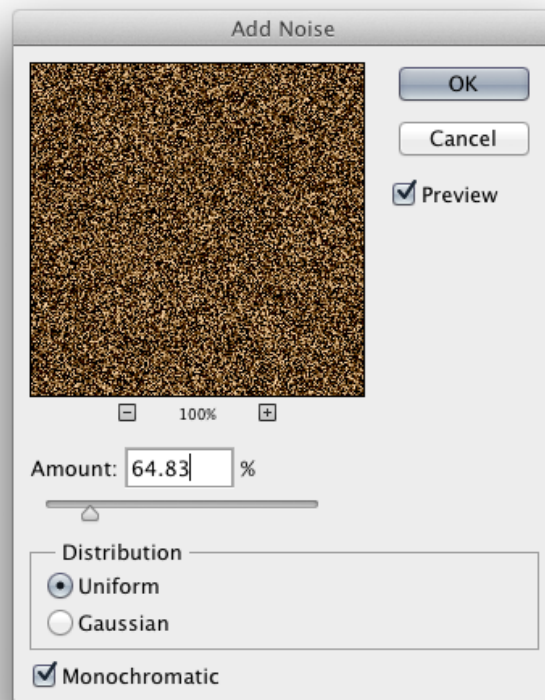 Add Noise
OK
Cancel
Preview
100%
Amount: 64.83 %
Distribution
Uniform
Gaussian
Monochromatic